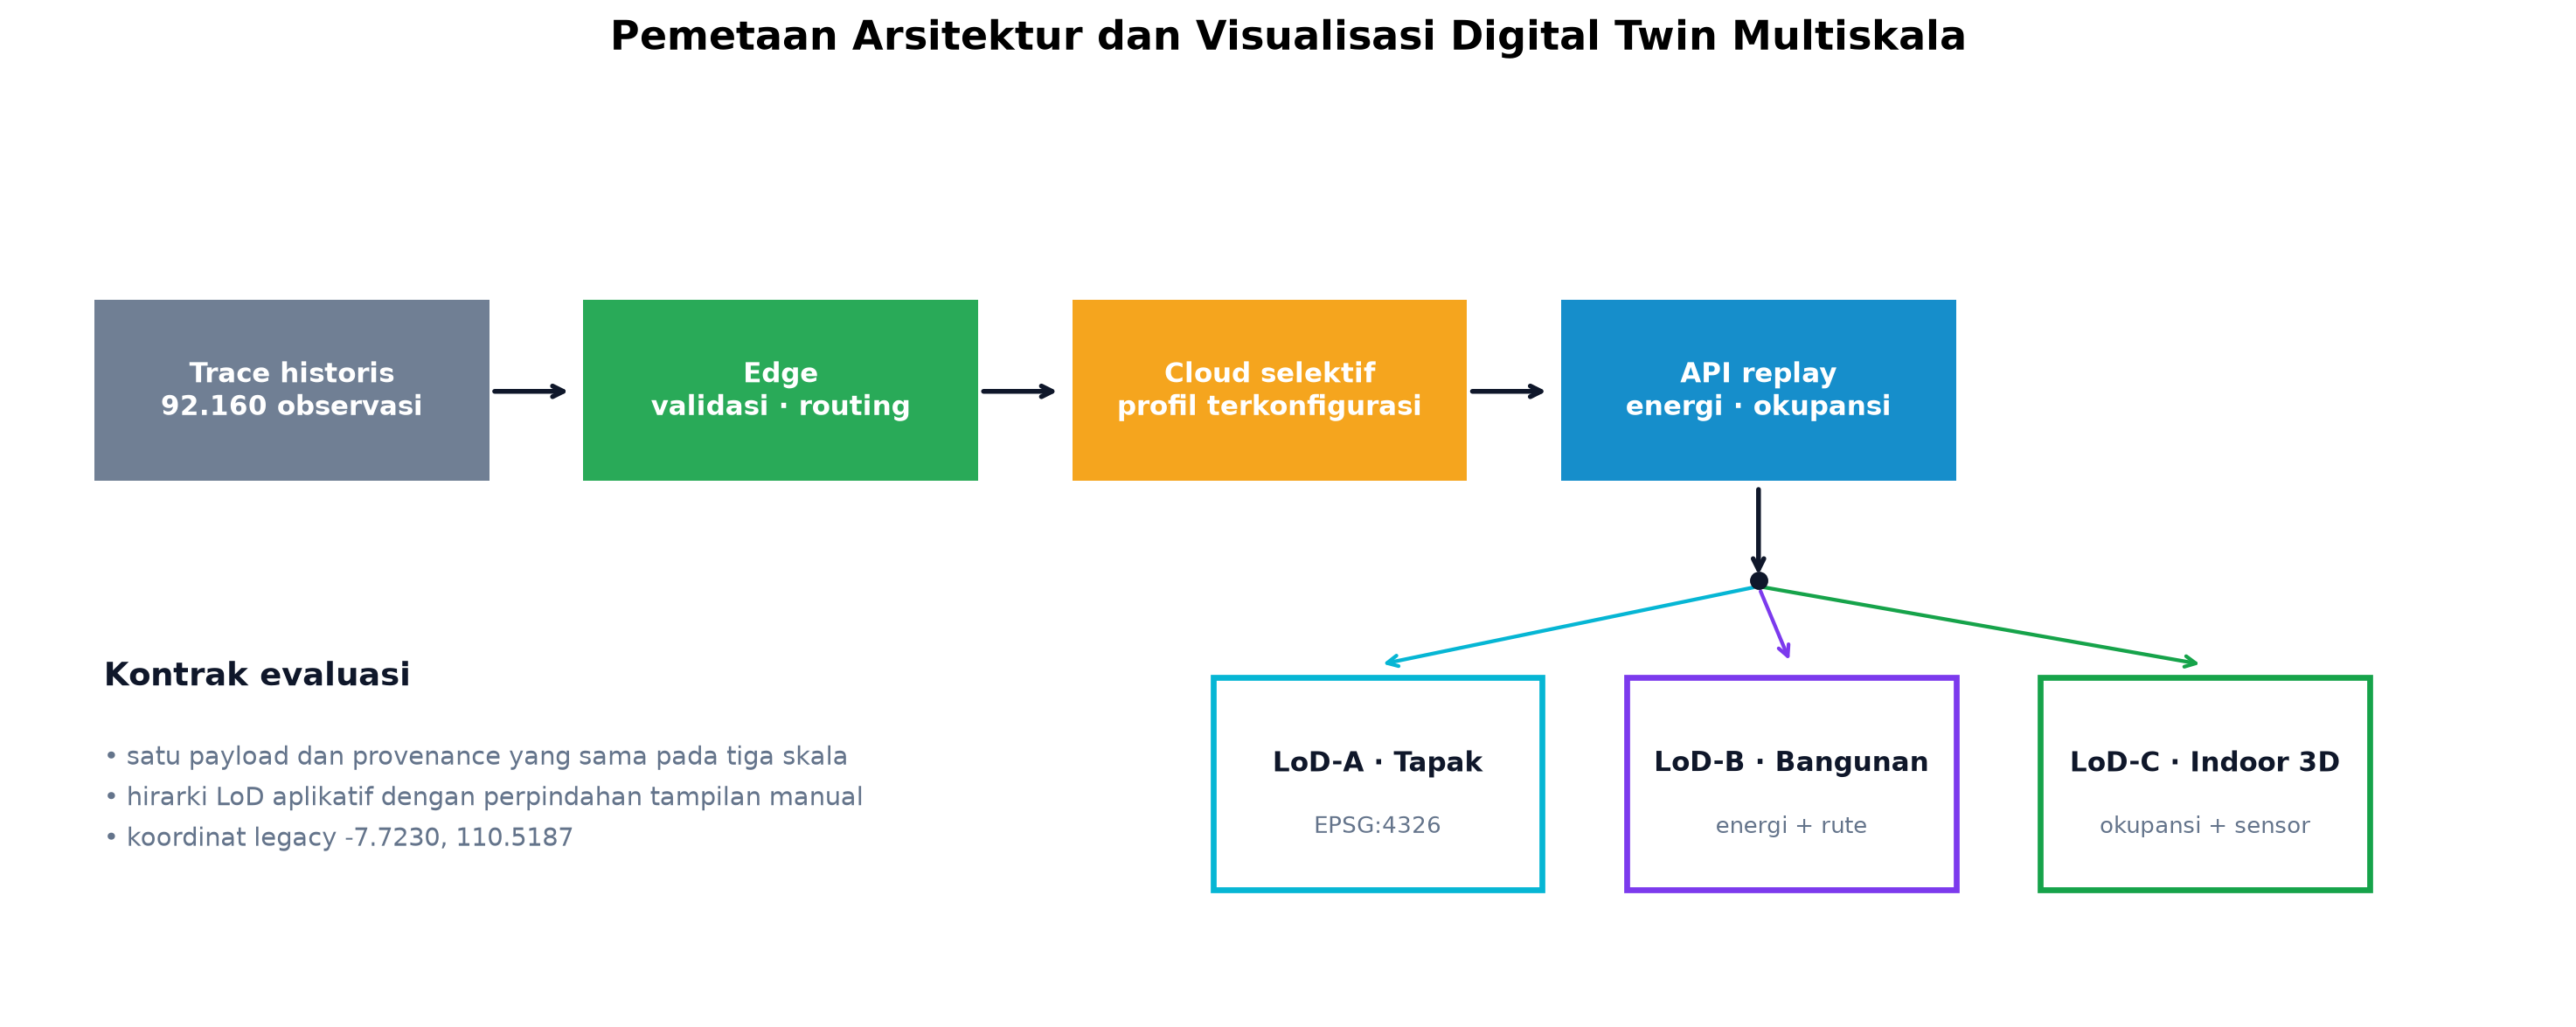 Pemetaan Arsitektur dan Visualisasi Digital Twin Multiskala
Trace historis
92.160 observasi
Edge
validasi · routing
Cloud selektif
profil terkonfigurasi
API replay
energi · okupansi
Kontrak evaluasi
• satu payload dan provenance yang sama pada tiga skala
• hirarki LoD aplikatif dengan perpindahan tampilan manual
• koordinat legacy -7.7230, 110.5187
LoD-A · Tapak
EPSG:4326
LoD-B · Bangunan
energi + rute
LoD-C · Indoor 3D
okupansi + sensor